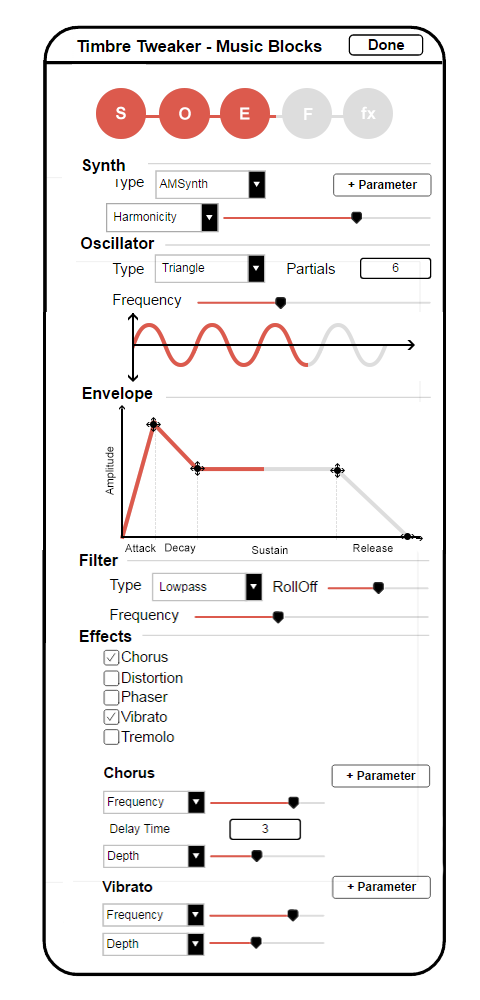 Timbre Tweaker - Music Blocks Done
S O E F fx
Synth
Type AMSynth + Parameter
Harmonicity
Oscillator
Type Triangle Partials 6
Frequency
Envelope
Amplitude
Attack Decay Sustain Release
Filter
Type Lowpass RollOff
Frequency
Effects
Chorus
Distortion
Phaser
Vibrato
Tremolo
Chorus + Parameter
Frequency
Delay Time 3
Depth
Vibrato + Parameter
Frequency
Depth